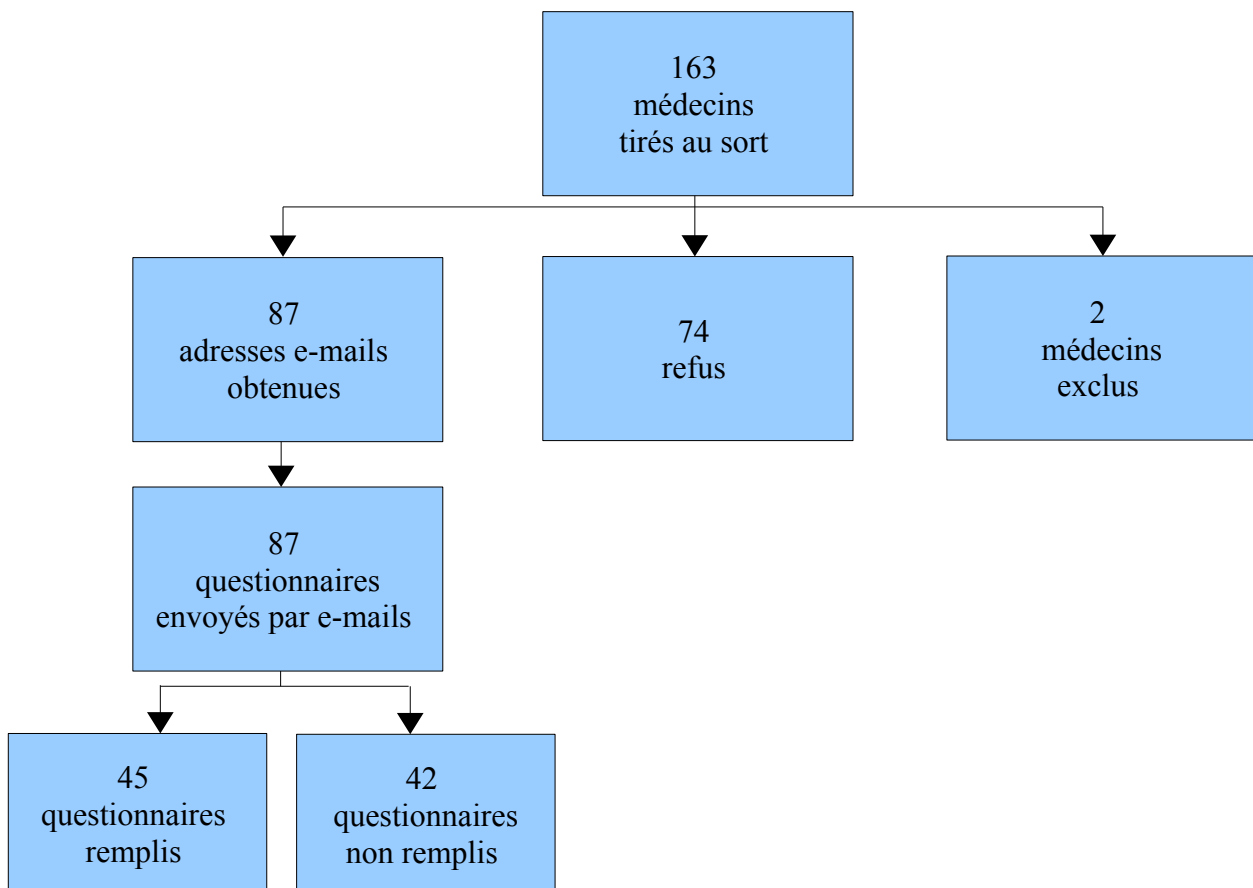 163
médecins
tirés au sort
87
adresses e-mails
obtenues
74
refus
2
médecins
exclus
87
questionnaires
envoyés par e-mails
45
questionnaires
remplis
42
questionnaires
non remplis